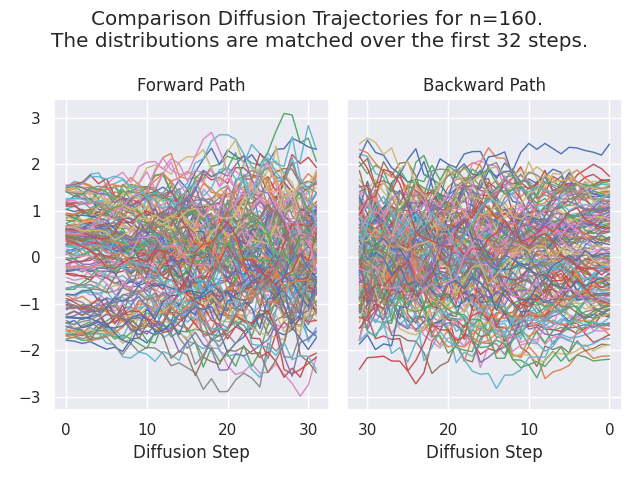 Comparison Diffusion Trajectories for n=160.
The distributions are matched over the first 32 steps.
Forward Path
Backward Path
3
2
1
0
−1
−2
−3
0 10 20 30
30 20 10 0
Diffusion Step
Diffusion Step